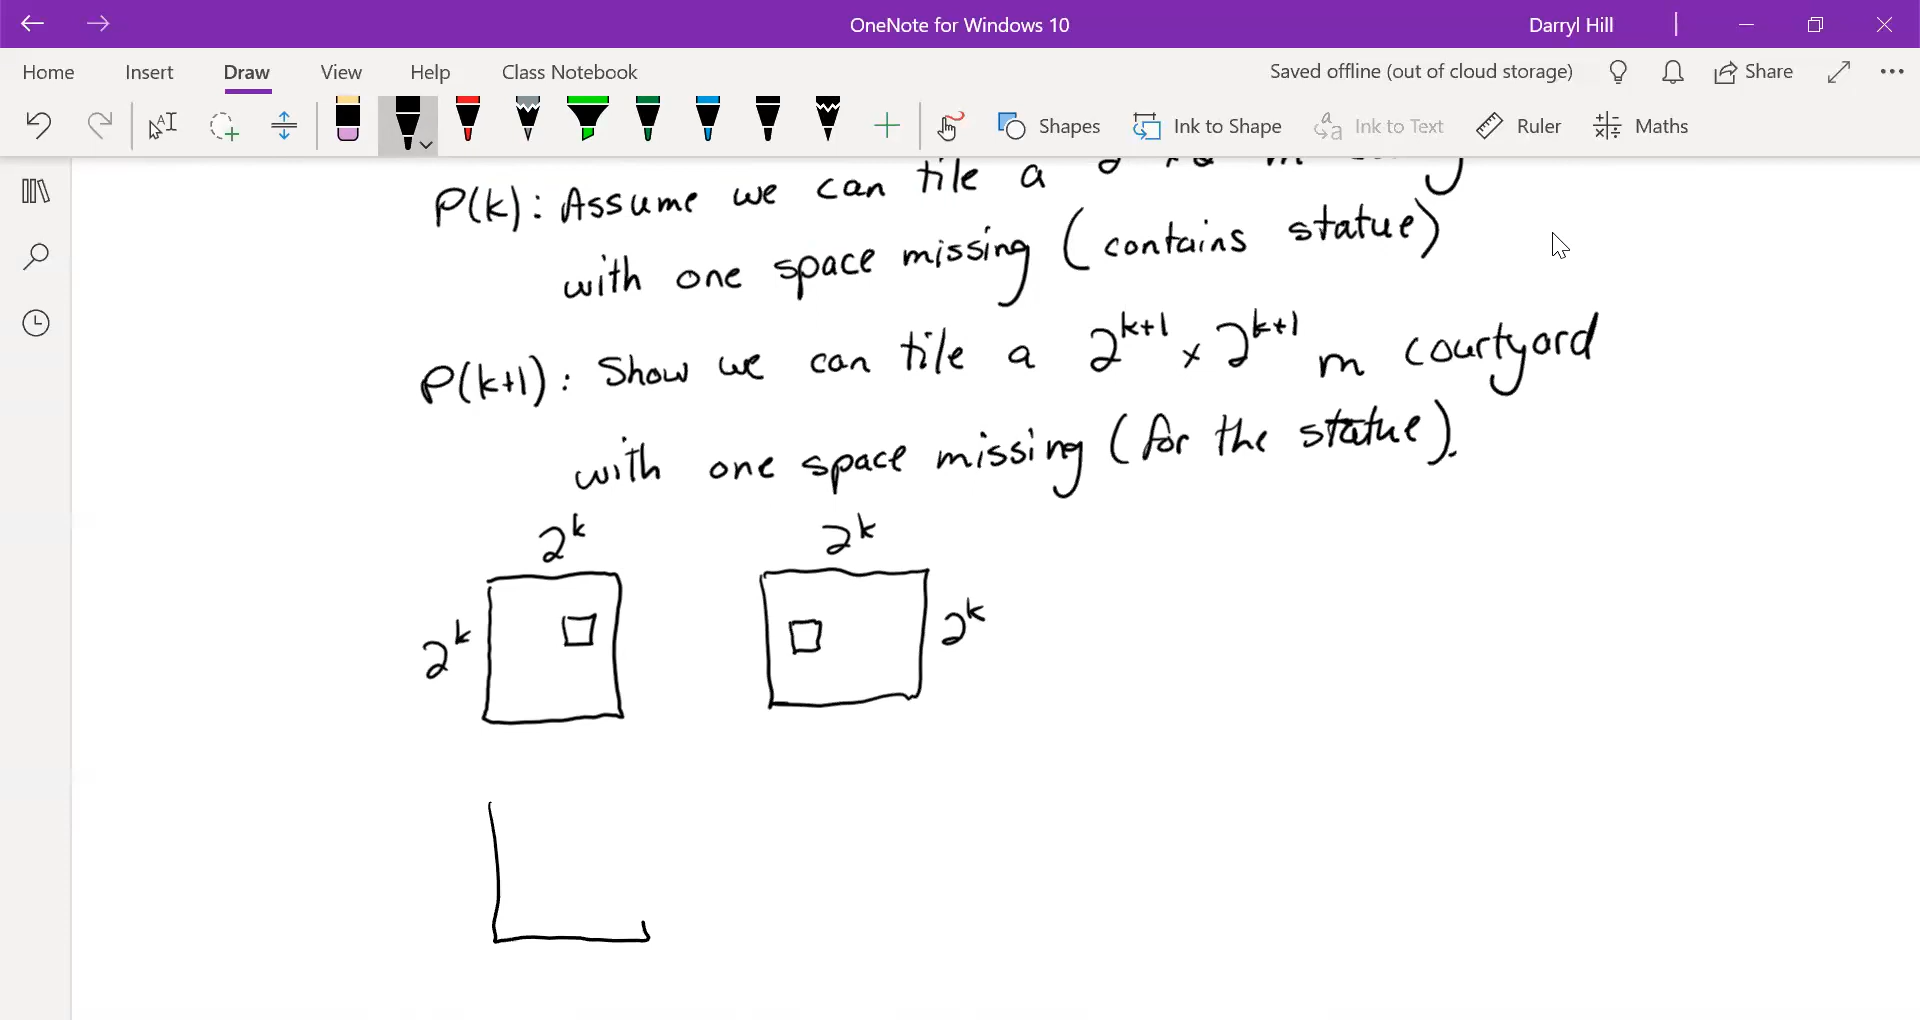 OneNote for Windows 10
Darryl Hill
Home Insert Draw View Help Class Notebook
Saved offline (out of cloud storage)
Share
Shapes
Ink to Shape
Ink to Text
Ruler
Maths
P(k): Assume we can tile a
with one space missing (contains statue)
P(k+1): Show we can tile a 2^{k+1} × 2^{k+1} m courtyard
with one space missing (for the statue).
2^k
2^k
2^k
2^k